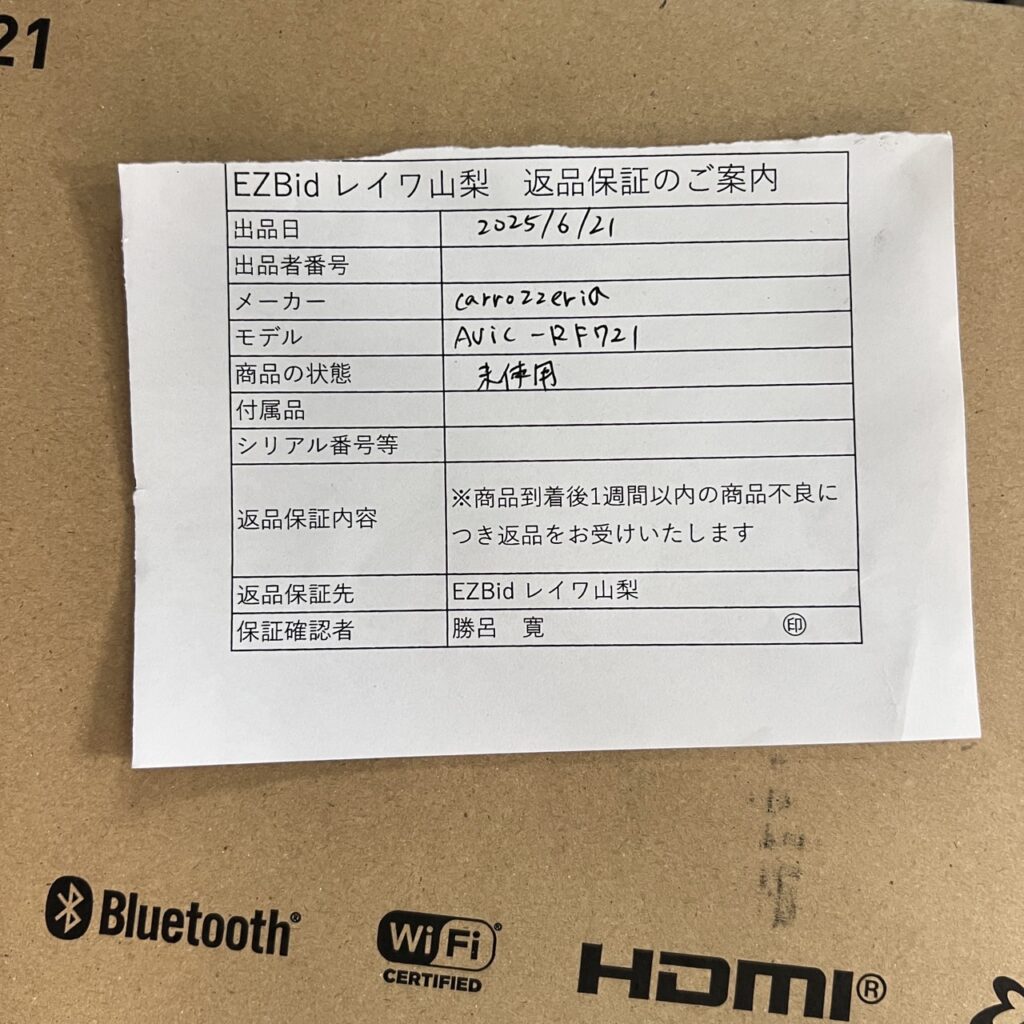 21
EZBid レイワ山梨 返品保証のご案内
出品日 2025/6/21
出品者番号
メーカー carrozzeria
モデル AViC-RF721
商品の状態 未使用
付属品
シリアル番号等
返品保証内容 ※商品到着後1週間以内の商品不良に
つき返品をお受けいたします
返品保証先 EZBid レイワ山梨
保証確認者 勝呂 寛 ㊞
Bluetooth®
Wi Fi®
CERTIFIED
HDMI®